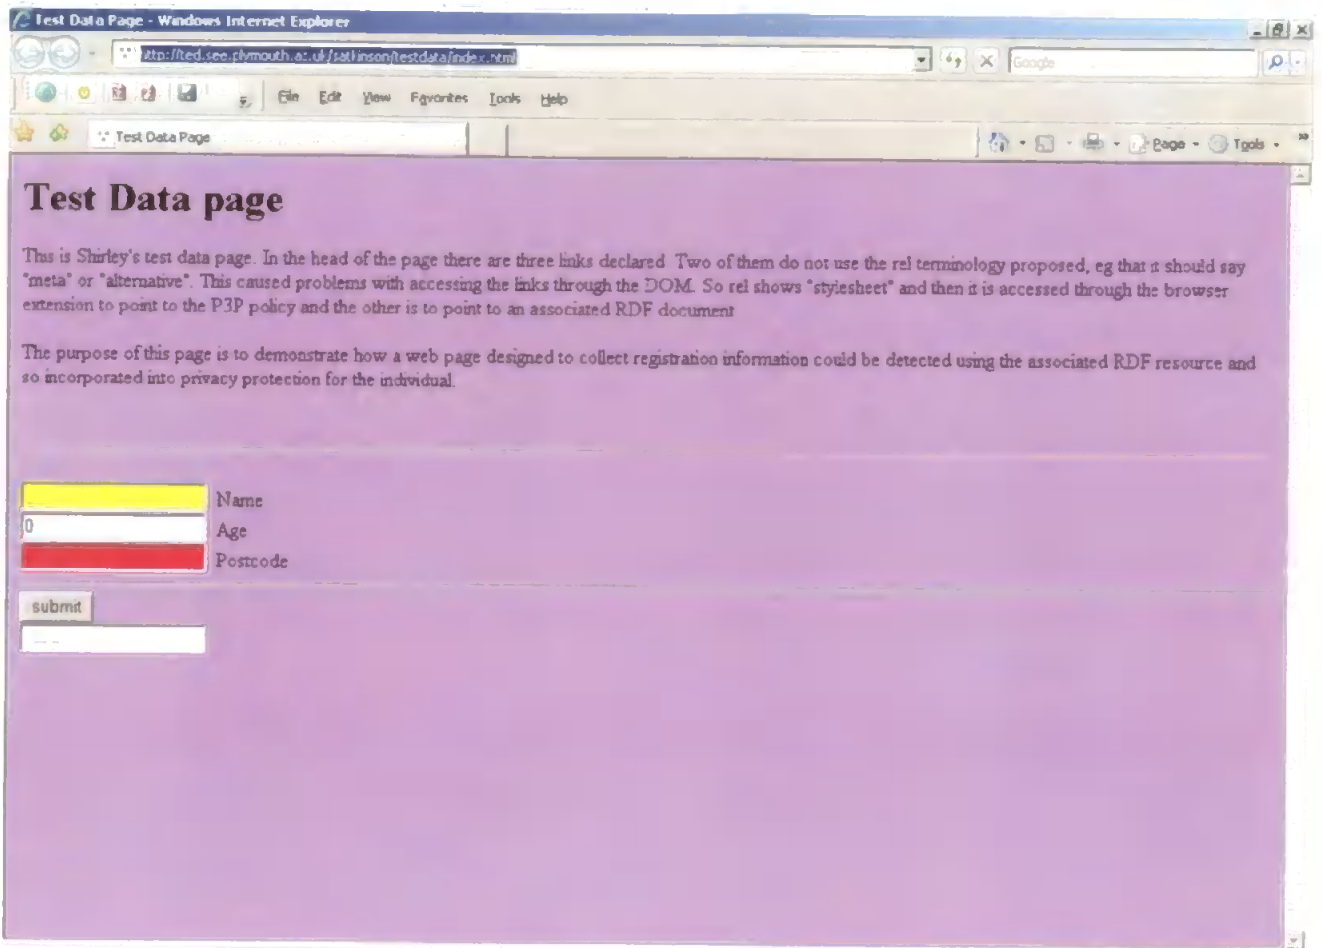 Test Data Page - Windows Internet Explorer
http://ted.see.plymouth.ac.uk/satkinson/testdata/index.html
Google
File Edit View Favorites Tools Help
Test Data Page
Page Tools
Test Data page
This is Shirley's test data page. In the head of the page there are three links declared Two of them do not use the rel terminology proposed, eg that it should say
"meta" or "alternative". This caused problems with accessing the links through the DOM. So rel shows "stylesheet" and then it is accessed through the browser
extension to point to the P3P policy and the other is to point to an associated RDF document
The purpose of this page is to demonstrate how a web page designed to collect registration information could be detected using the associated RDF resource and
so incorporated into privacy protection for the individual.
Name
0 Age
Postcode
submit